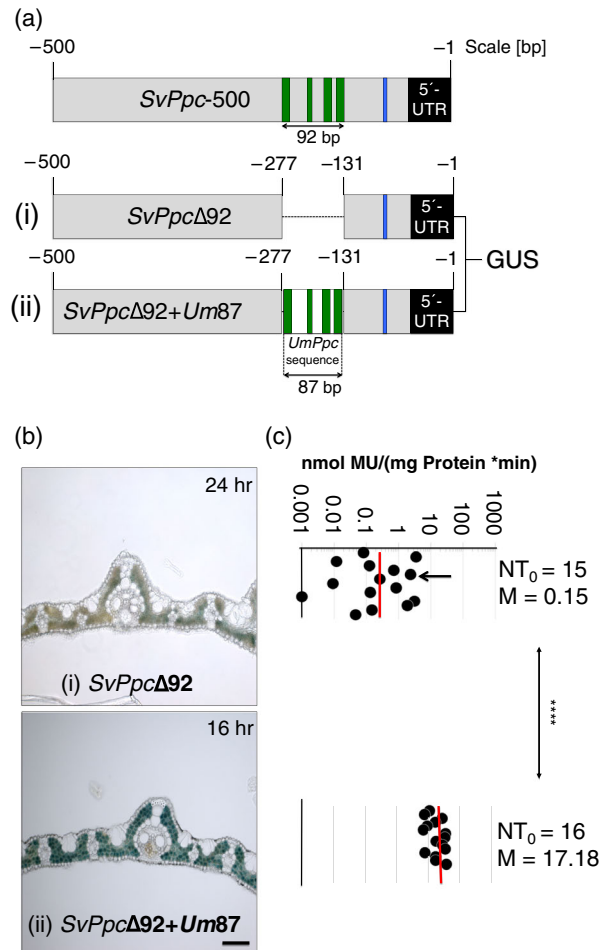 (a)
−500
−1
Scale [bp]
SvPpc-500
5´-
UTR
92 bp
−500
−277
−131
−1
(i)
SvPpcΔ92
5´-
UTR
GUS
−500
−277
−131
−1
(ii)
SvPpcΔ92+Um87
5´-
UTR
UmPpc
sequence
87 bp
(b)
(c)
24 hr
(i) SvPpcΔ92
16 hr
(ii) SvPpcΔ92+Um87
nmol MU/(mg Protein *min)
0.001
0.01
0.1
1
10
100
1000
NT₀ = 15
M = 0.15
****
NT₀ = 16
M = 17.18